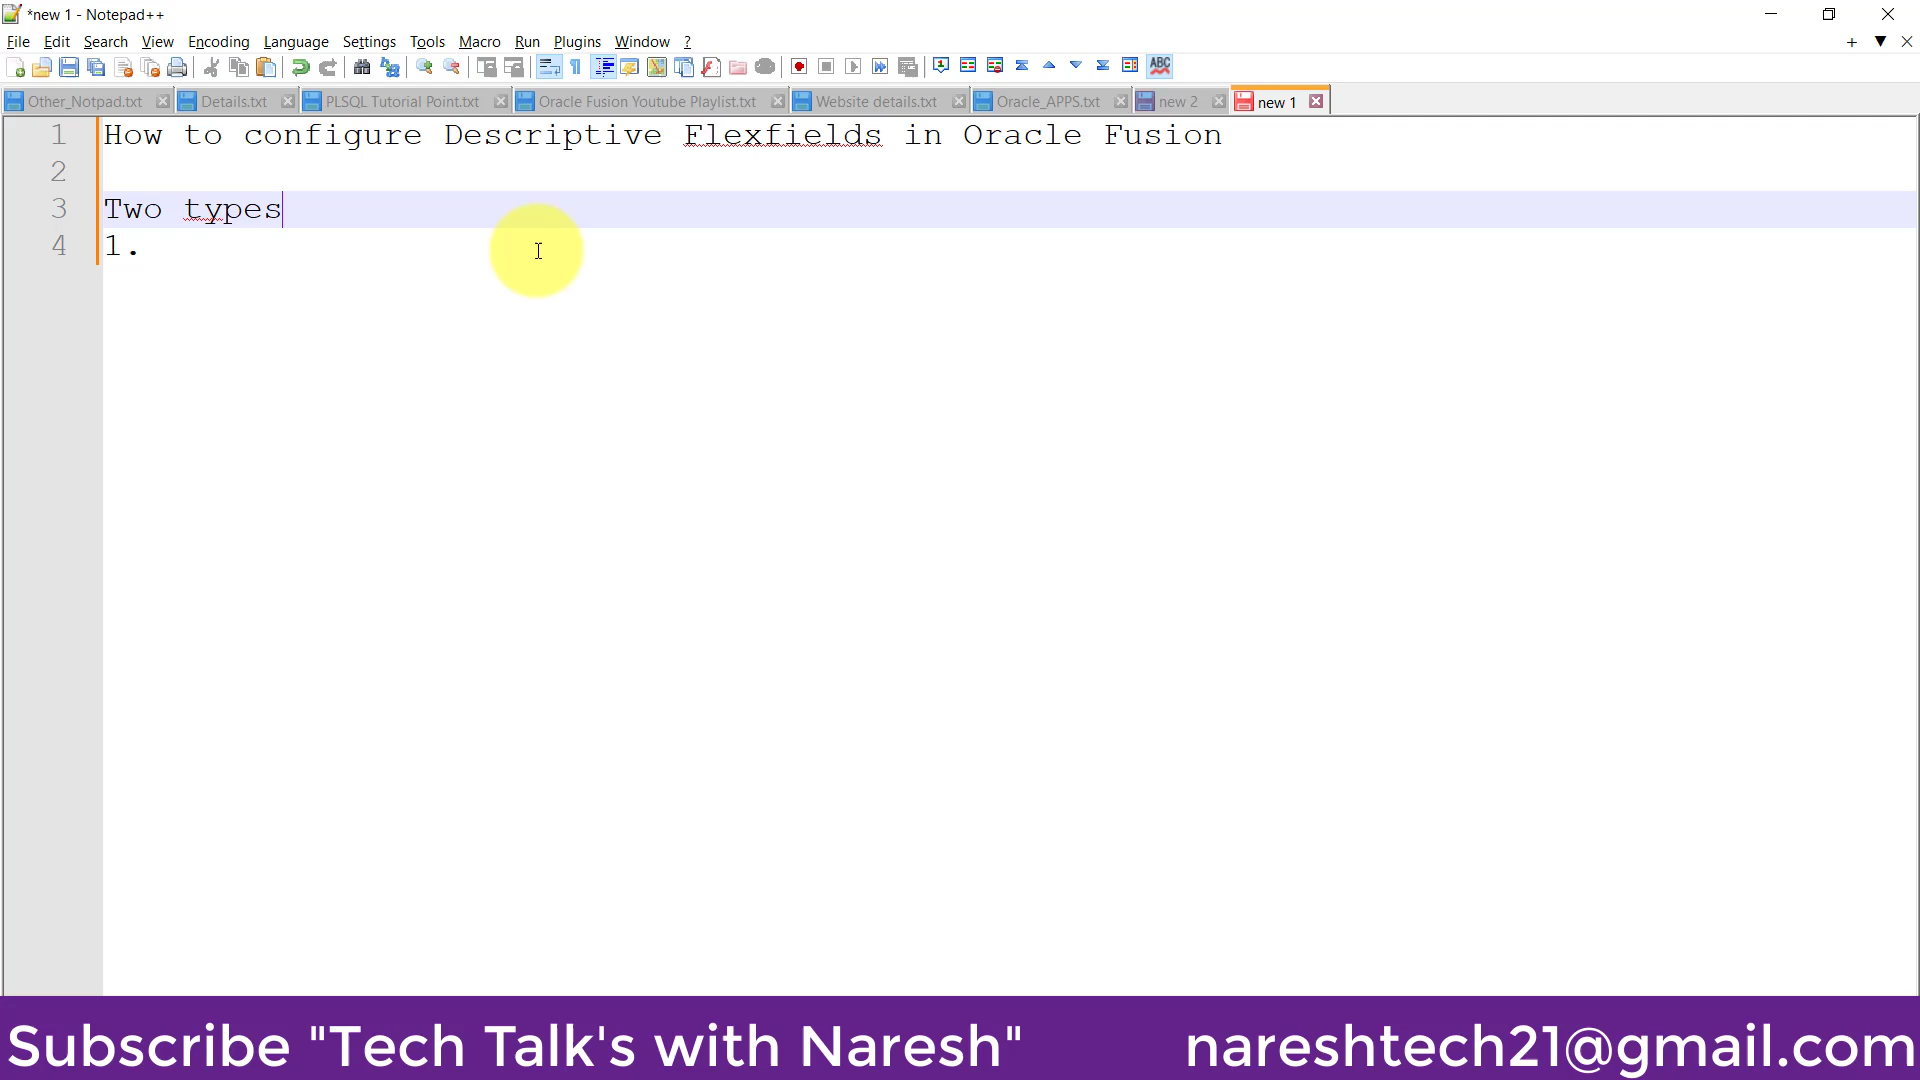 *new 1 - Notepad++
File Edit Search View Encoding Language Settings Tools Macro Run Plugins Window ?
Other_Notpad.txt Details.txt PLSQL Tutorial Point.txt Oracle Fusion Youtube Playlist.txt Website details.txt Oracle_APPS.txt new 2 new 1
1 How to configure Descriptive Flexfields in Oracle Fusion
2
3 Two types
4 1.
Subscribe "Tech Talk's with Naresh" nareshtech21@gmail.com